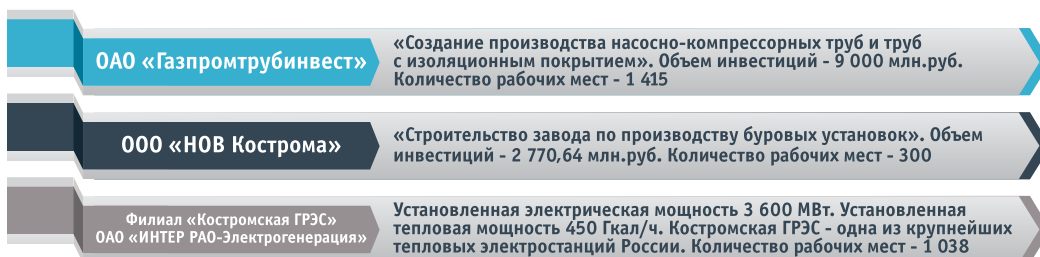 ОАО «Газпромтрубинвест»
«Создание производства насосно-компрессорных труб и труб
с изоляционным покрытием». Объем инвестиций - 9 000 млн.руб.
Количество рабочих мест - 1 415
ООО «НОВ Кострома»
«Строительство завода по производству буровых установок». Объем
инвестиций - 2 770,64 млн.руб. Количество рабочих мест - 300
Филиал «Костромская ГРЭС»
ОАО «ИНТЕР РАО-Электрогенерация»
Установленная электрическая мощность 3 600 МВт. Установленная
тепловая мощность 450 Гкал/ч. Костромская ГРЭС - одна из крупнейших
тепловых электростанций России. Количество рабочих мест - 1 038